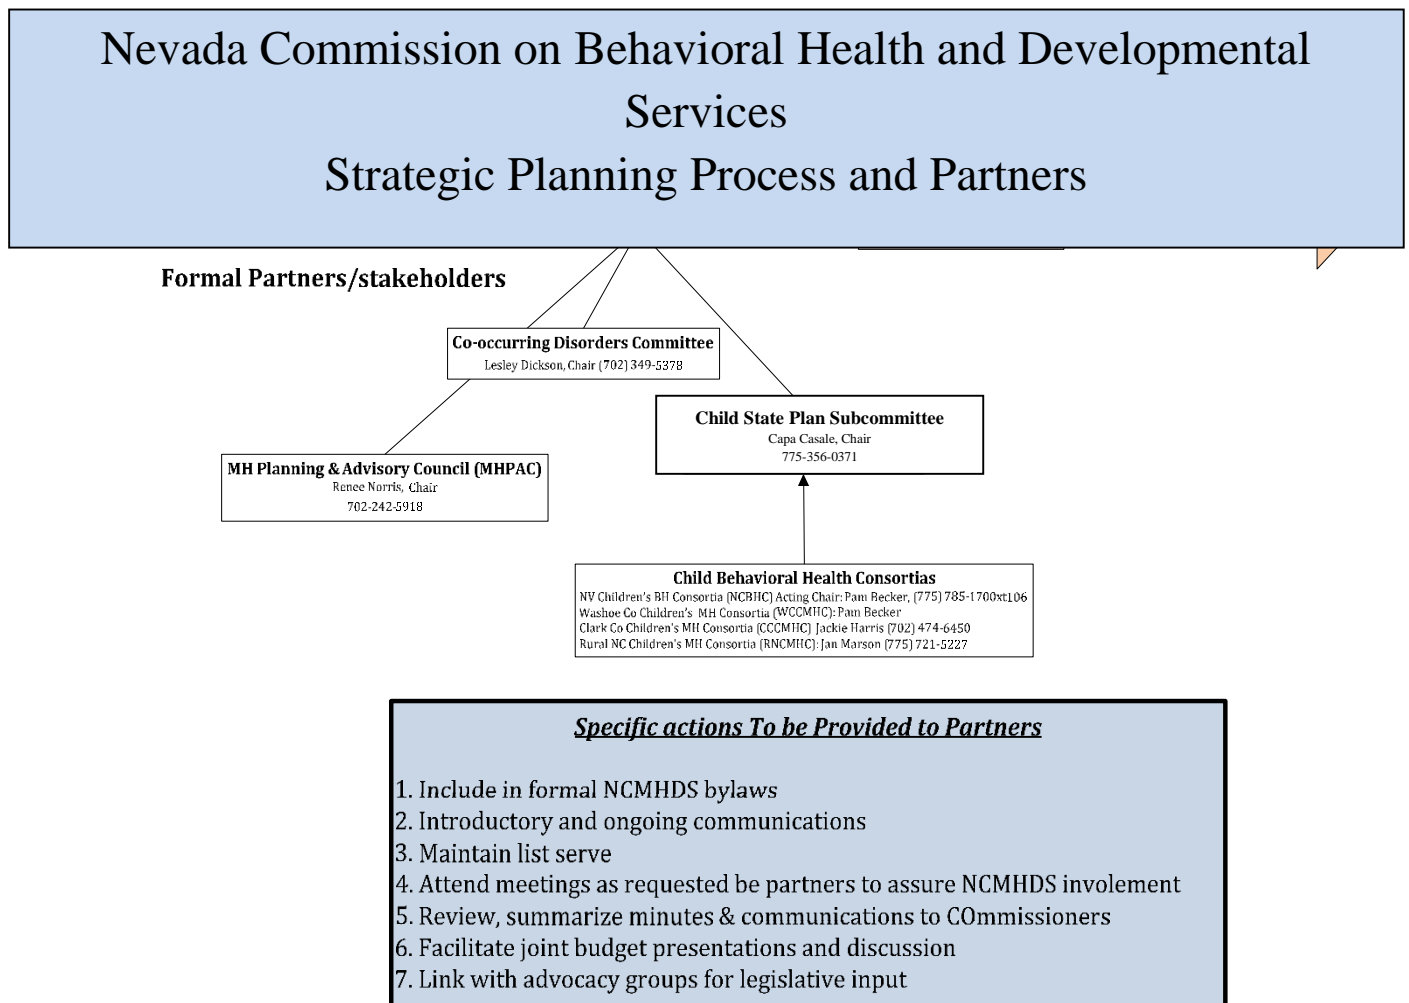 Nevada Commission on Behavioral Health and Developmental
Services
Strategic Planning Process and Partners
Formal Partners/stakeholders
Co-occurring Disorders Committee
Lesley Dickson, Chair (702) 349-5378
Child State Plan Subcommittee
Capa Casale, Chair
775-356-0371
MH Planning & Advisory Council (MHPAC)
Renee Norris, Chair
702-242-5918
Child Behavioral Health Consortias
NV Children's BH Consortia (NCBHC) Acting Chair: Pam Becker, (775) 785-1700xt106
Washoe Co Children's MH Consortia (WCCMHC): Pam Becker
Clark Co Children's MH Consortia (CCCMHC) Jackie Harris (702) 474-6450
Rural NC Children's MH Consortia (RNCMHC): Jan Marson (775) 721-5227
Specific actions To be Provided to Partners
1. Include in formal NCMHDS bylaws
2. Introductory and ongoing communications
3. Maintain list serve
4. Attend meetings as requested be partners to assure NCMHDS involement
5. Review, summarize minutes & communications to COmmissioners
6. Facilitate joint budget presentations and discussion
7. Link with advocacy groups for legislative input